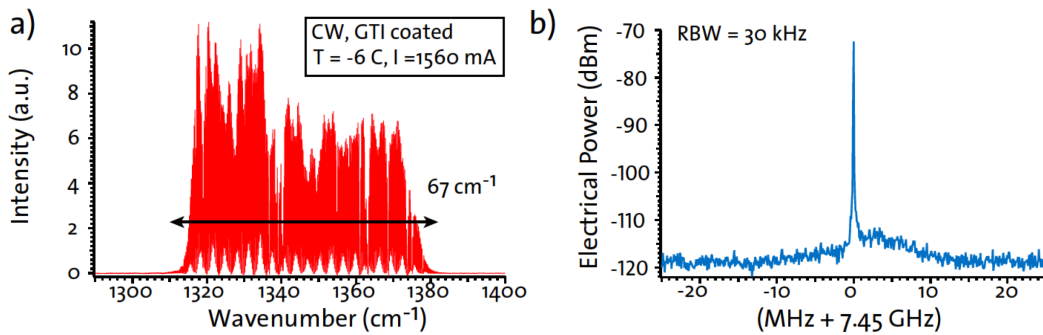 a)
CW, GTI coated
T = -6 C, I =1560 mA
67 cm⁻¹
Intensity (a.u.)
10
8
6
4
2
0
1300 1320 1340 1360 1380 1400
Wavenumber (cm⁻¹)
b)
RBW = 30 kHz
Electrical Power (dBm)
-70
-80
-90
-100
-110
-120
-20 -10 0 10 20
(MHz + 7.45 GHz)